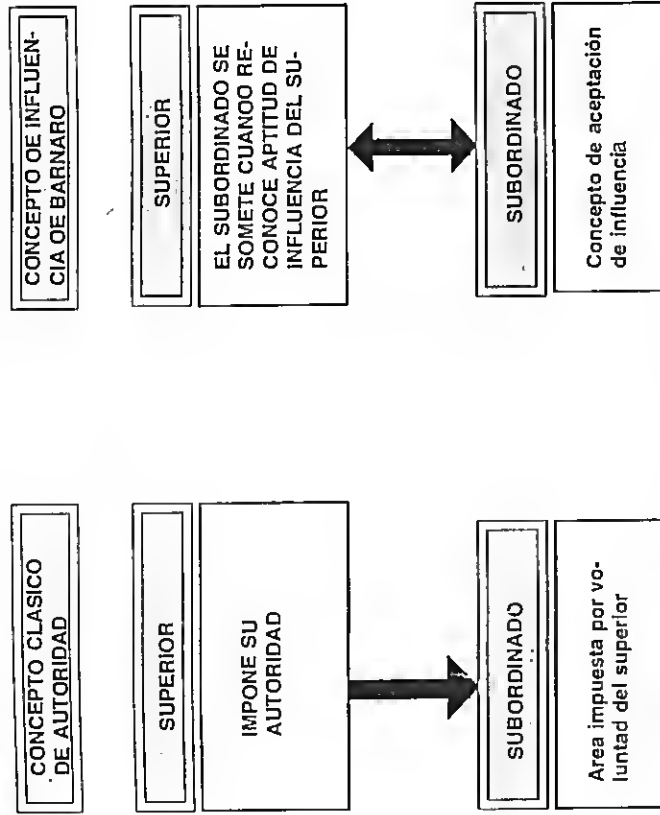 CONCEPTO CLASICO
DE AUTORIDAD
SUPERIOR
IMPONE SU
AUTORIDAD
SUBORDINADO
Area impuesta por vo-
luntad del superior
CONCEPTO OE INFLUEN-
CIA OE BARNARO
SUPERIOR
EL SUBORDINADO SE
SOMETE CUANOO RE-
CONOCE APTITUD DE
INFLUENCIA DEL SU-
PERIOR
SUBORDINADO
Concepto de aceptación
de influencia